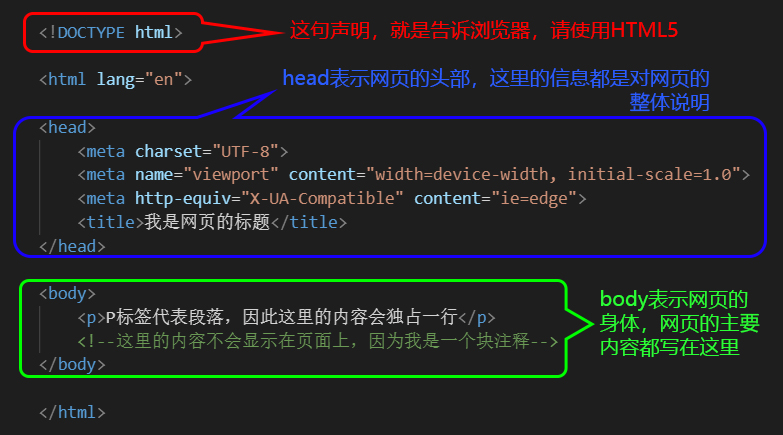 <!DOCTYPE html>
这句声明，就是告诉浏览器，请使用HTML5
<html lang="en">
head表示网页的头部，这里的信息都是对网页的
整体说明
<head>
<meta charset="UTF-8">
<meta name="viewport" content="width=device-width, initial-scale=1.0">
<meta http-equiv="X-UA-Compatible" content="ie=edge">
<title>我是网页的标题</title>
</head>
<body>
<p>P标签代表段落，因此这里的内容会独占一行</p>
<!--这里的内容不会显示在页面上，因为我是一个块注释-->
</body>
body表示网页的
身体，网页的主要
内容都写在这里
</html>